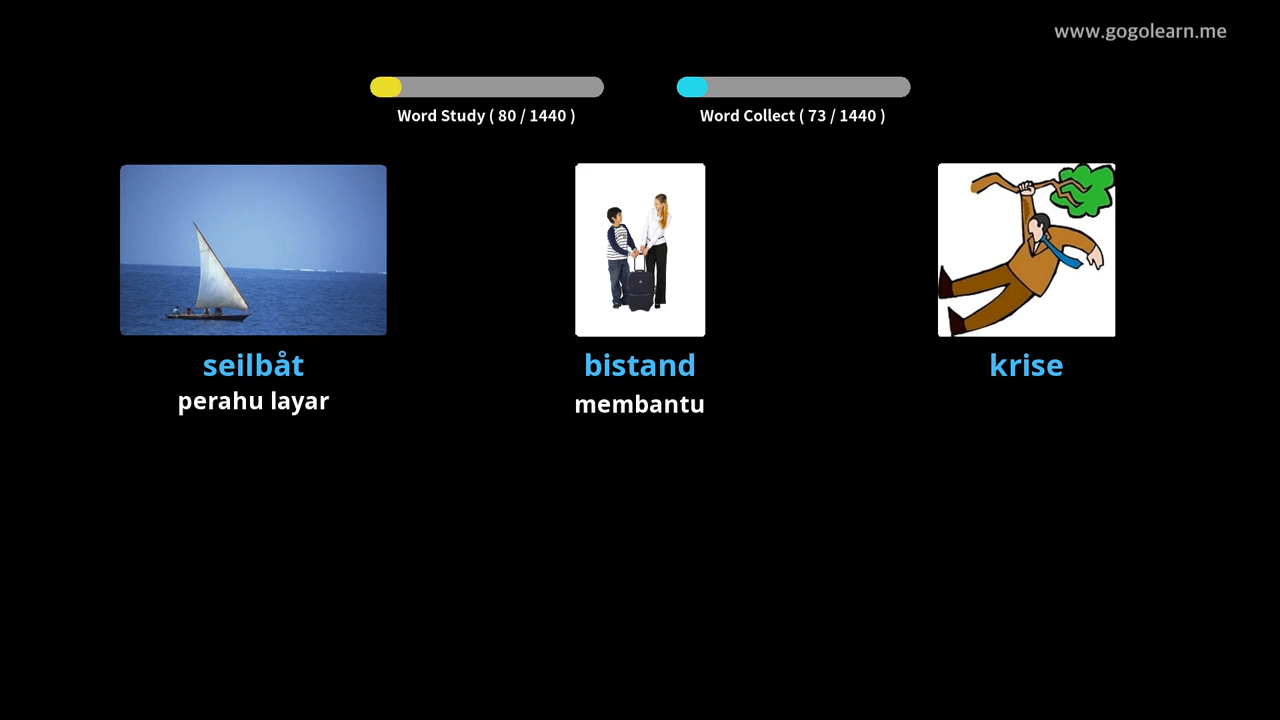 www.gogolearn.me
Word Study ( 80 / 1440 )
Word Collect ( 73 / 1440 )
seilbåt
perahu layar
bistand
membantu
krise